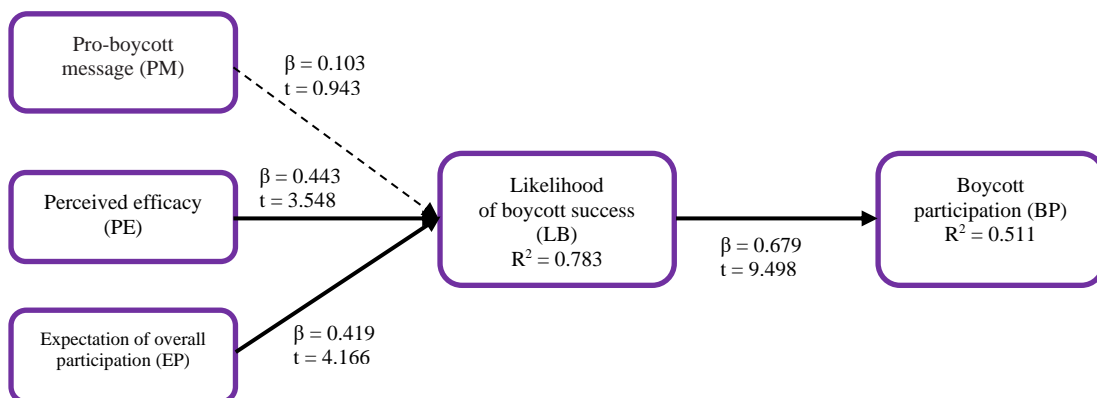 Pro-boycott
message (PM)
β = 0.103
t = 0.943
Perceived efficacy
(PE)
β = 0.443
t = 3.548
Expectation of overall
participation (EP)
β = 0.419
t = 4.166
Likelihood
of boycott success
(LB)
R² = 0.783
β = 0.679
t = 9.498
Boycott
participation (BP)
R² = 0.511